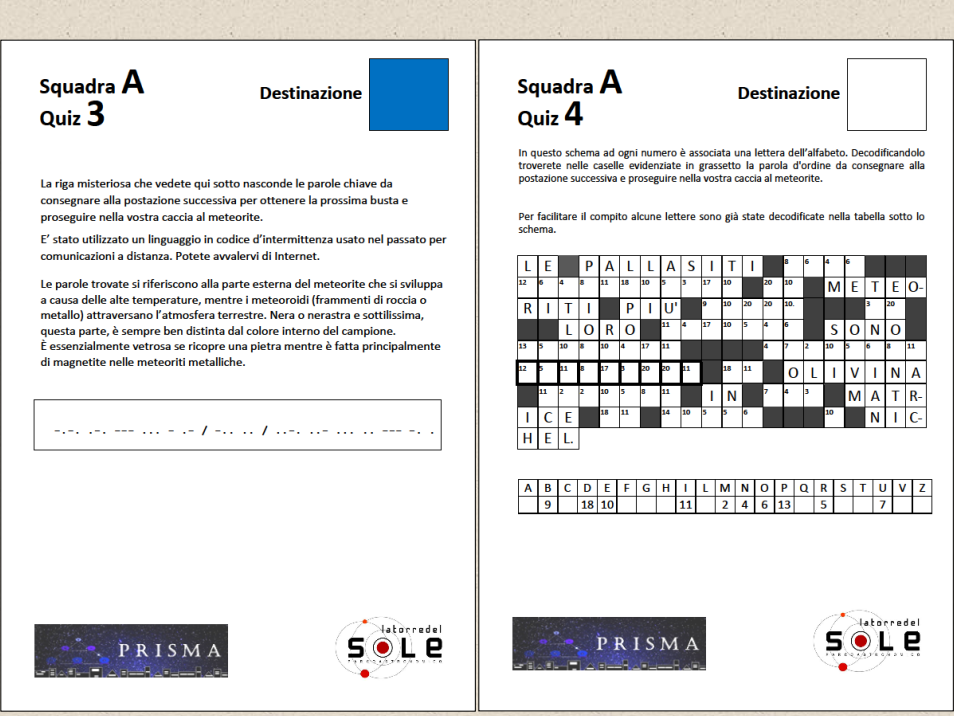 Squadra A
Quiz 3
Destinazione
La riga misteriosa che vedete qui sotto nasconde le parole chiave da
consegnare alla postazione successiva per ottenere la prossima busta e
proseguire nella vostra caccia al meteorite.
E' stato utilizzato un linguaggio in codice d'intermittenza usato nel passato per
comunicazioni a distanza. Potete avvalervi di Internet.
Le parole trovate si riferiscono alla parte esterna del meteorite che si sviluppa
a causa delle alte temperature, mentre i meteoroidi (frammenti di roccia o
metallo) attraversano l'atmosfera terrestre. Nera o nerastra e sottilissima,
questa parte, è sempre ben distinta dal colore interno del campione.
È essenzialmente vetrosa se ricopre una pietra mentre è fatta principalmente
di magnetite nelle meteoriti metalliche.
-.-. .-. --- ... - .- / -.. .. / ..-. ..- ... .. --- -. .
PRISMA
latorredel
SOLE
Squadra A
Quiz 4
Destinazione
In questo schema ad ogni numero è associata una lettera dell'alfabeto. Decodificandolo
troverete nelle caselle evidenziate in grassetto la parola d'ordine da consegnare alla
postazione successiva e proseguire nella vostra caccia al meteorite.
Per facilitare il compito alcune lettere sono già state decodificate nella tabella sotto lo
schema.
L E P A L L A S I T I 8 6 4 6
12 6 4 8 11 18 10 5 3 17 10 20 10 M E T E O-
R I T I P I U' 9 10 20 20 10. 3 20
L O R O 11 4 17 10 5 4 6 S O N O
13 5 10 8 10 4 17 11 4 7 2 10 5 6 8 11
12 5 11 8 17 3 20 20 11 18 11 O L I V I N A
11 2 2 10 5 8 11 I N 7 4 3 M A T R-
I C E 18 11 14 10 5 5 6 10 N I C-
H E L.
A B C D E F G H I L M N O P Q R S T U V Z
9 18 10 11 2 4 6 13 5 7
PRISMA
latorredel
SOLE